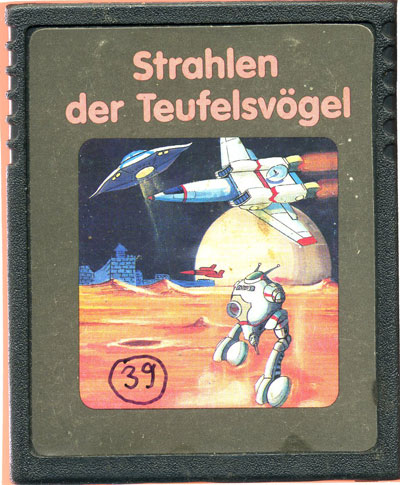 Strahlen
der Teufelsvögel
39